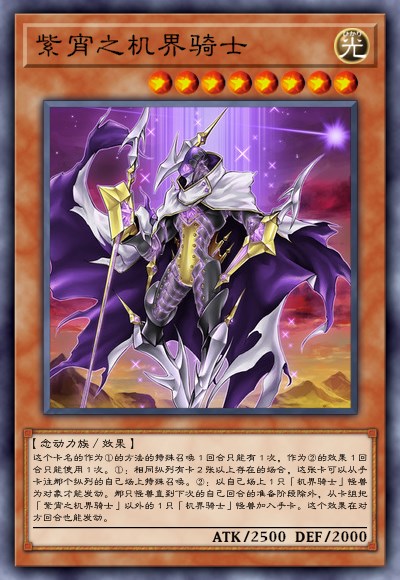 紫宵之机界骑士
光
【念动力族／效果】
这个卡名的作为①的方法的特殊召唤1回合只能有1次，作为②的效果1回
合只能使用1次。①：相同纵列有卡2张以上存在的场合，这张卡可以从手
卡往那个纵列的自己场上特殊召唤。②：以自己场上1只「机界骑士」怪兽
为对象才能发动。那只怪兽直到下次的自己回合的准备阶段除外，从卡组把
「紫宵之机界骑士」以外的1只「机界骑士」怪兽加入手卡。这个效果在对
方回合也能发动。
ATK/2500 DEF/2000